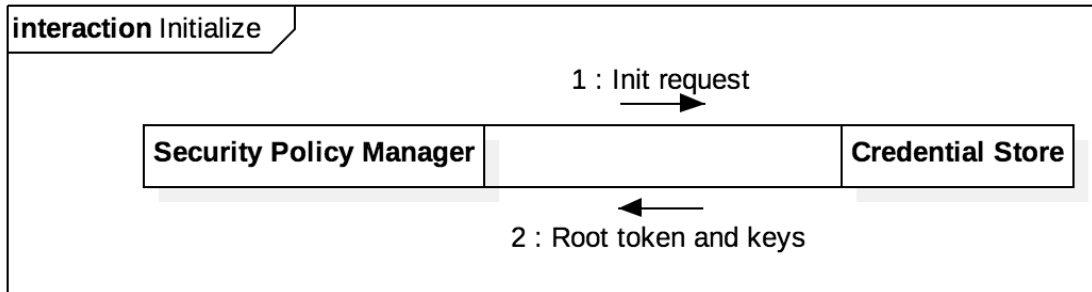 interaction Initialize
1 : Init request
Security Policy Manager
Credential Store
2 : Root token and keys